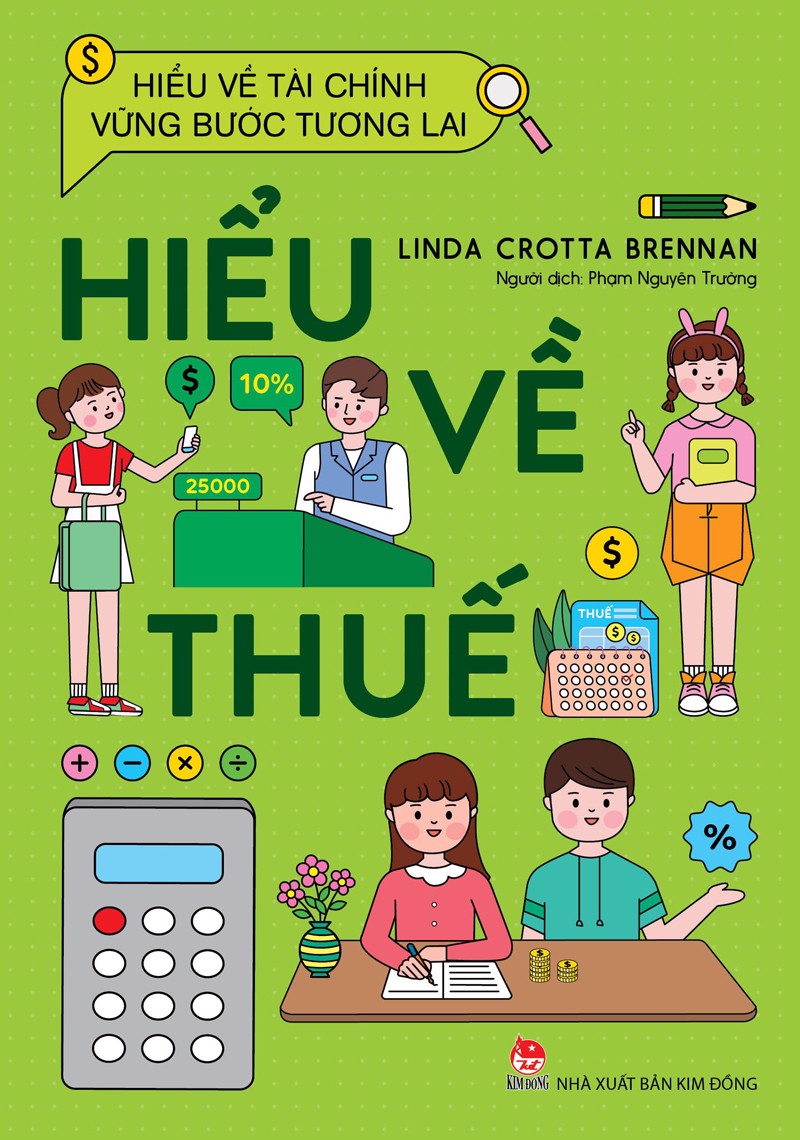 $
HIỂU VỀ TÀI CHÍNH
VỮNG BƯỚC TƯƠNG LAI
HIỂU
LINDA CROTTA BRENNAN
Người dịch: Phạm Nguyên Trường
VỀ
$
10%
25000
$
THUẾ
THUẾ
$
$
+ − × ÷
%
$
$
KIM ĐỒNG
NHÀ XUẤT BẢN KIM ĐỒNG